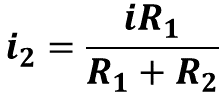 i₂ = iR₁ / (R₁ + R₂)